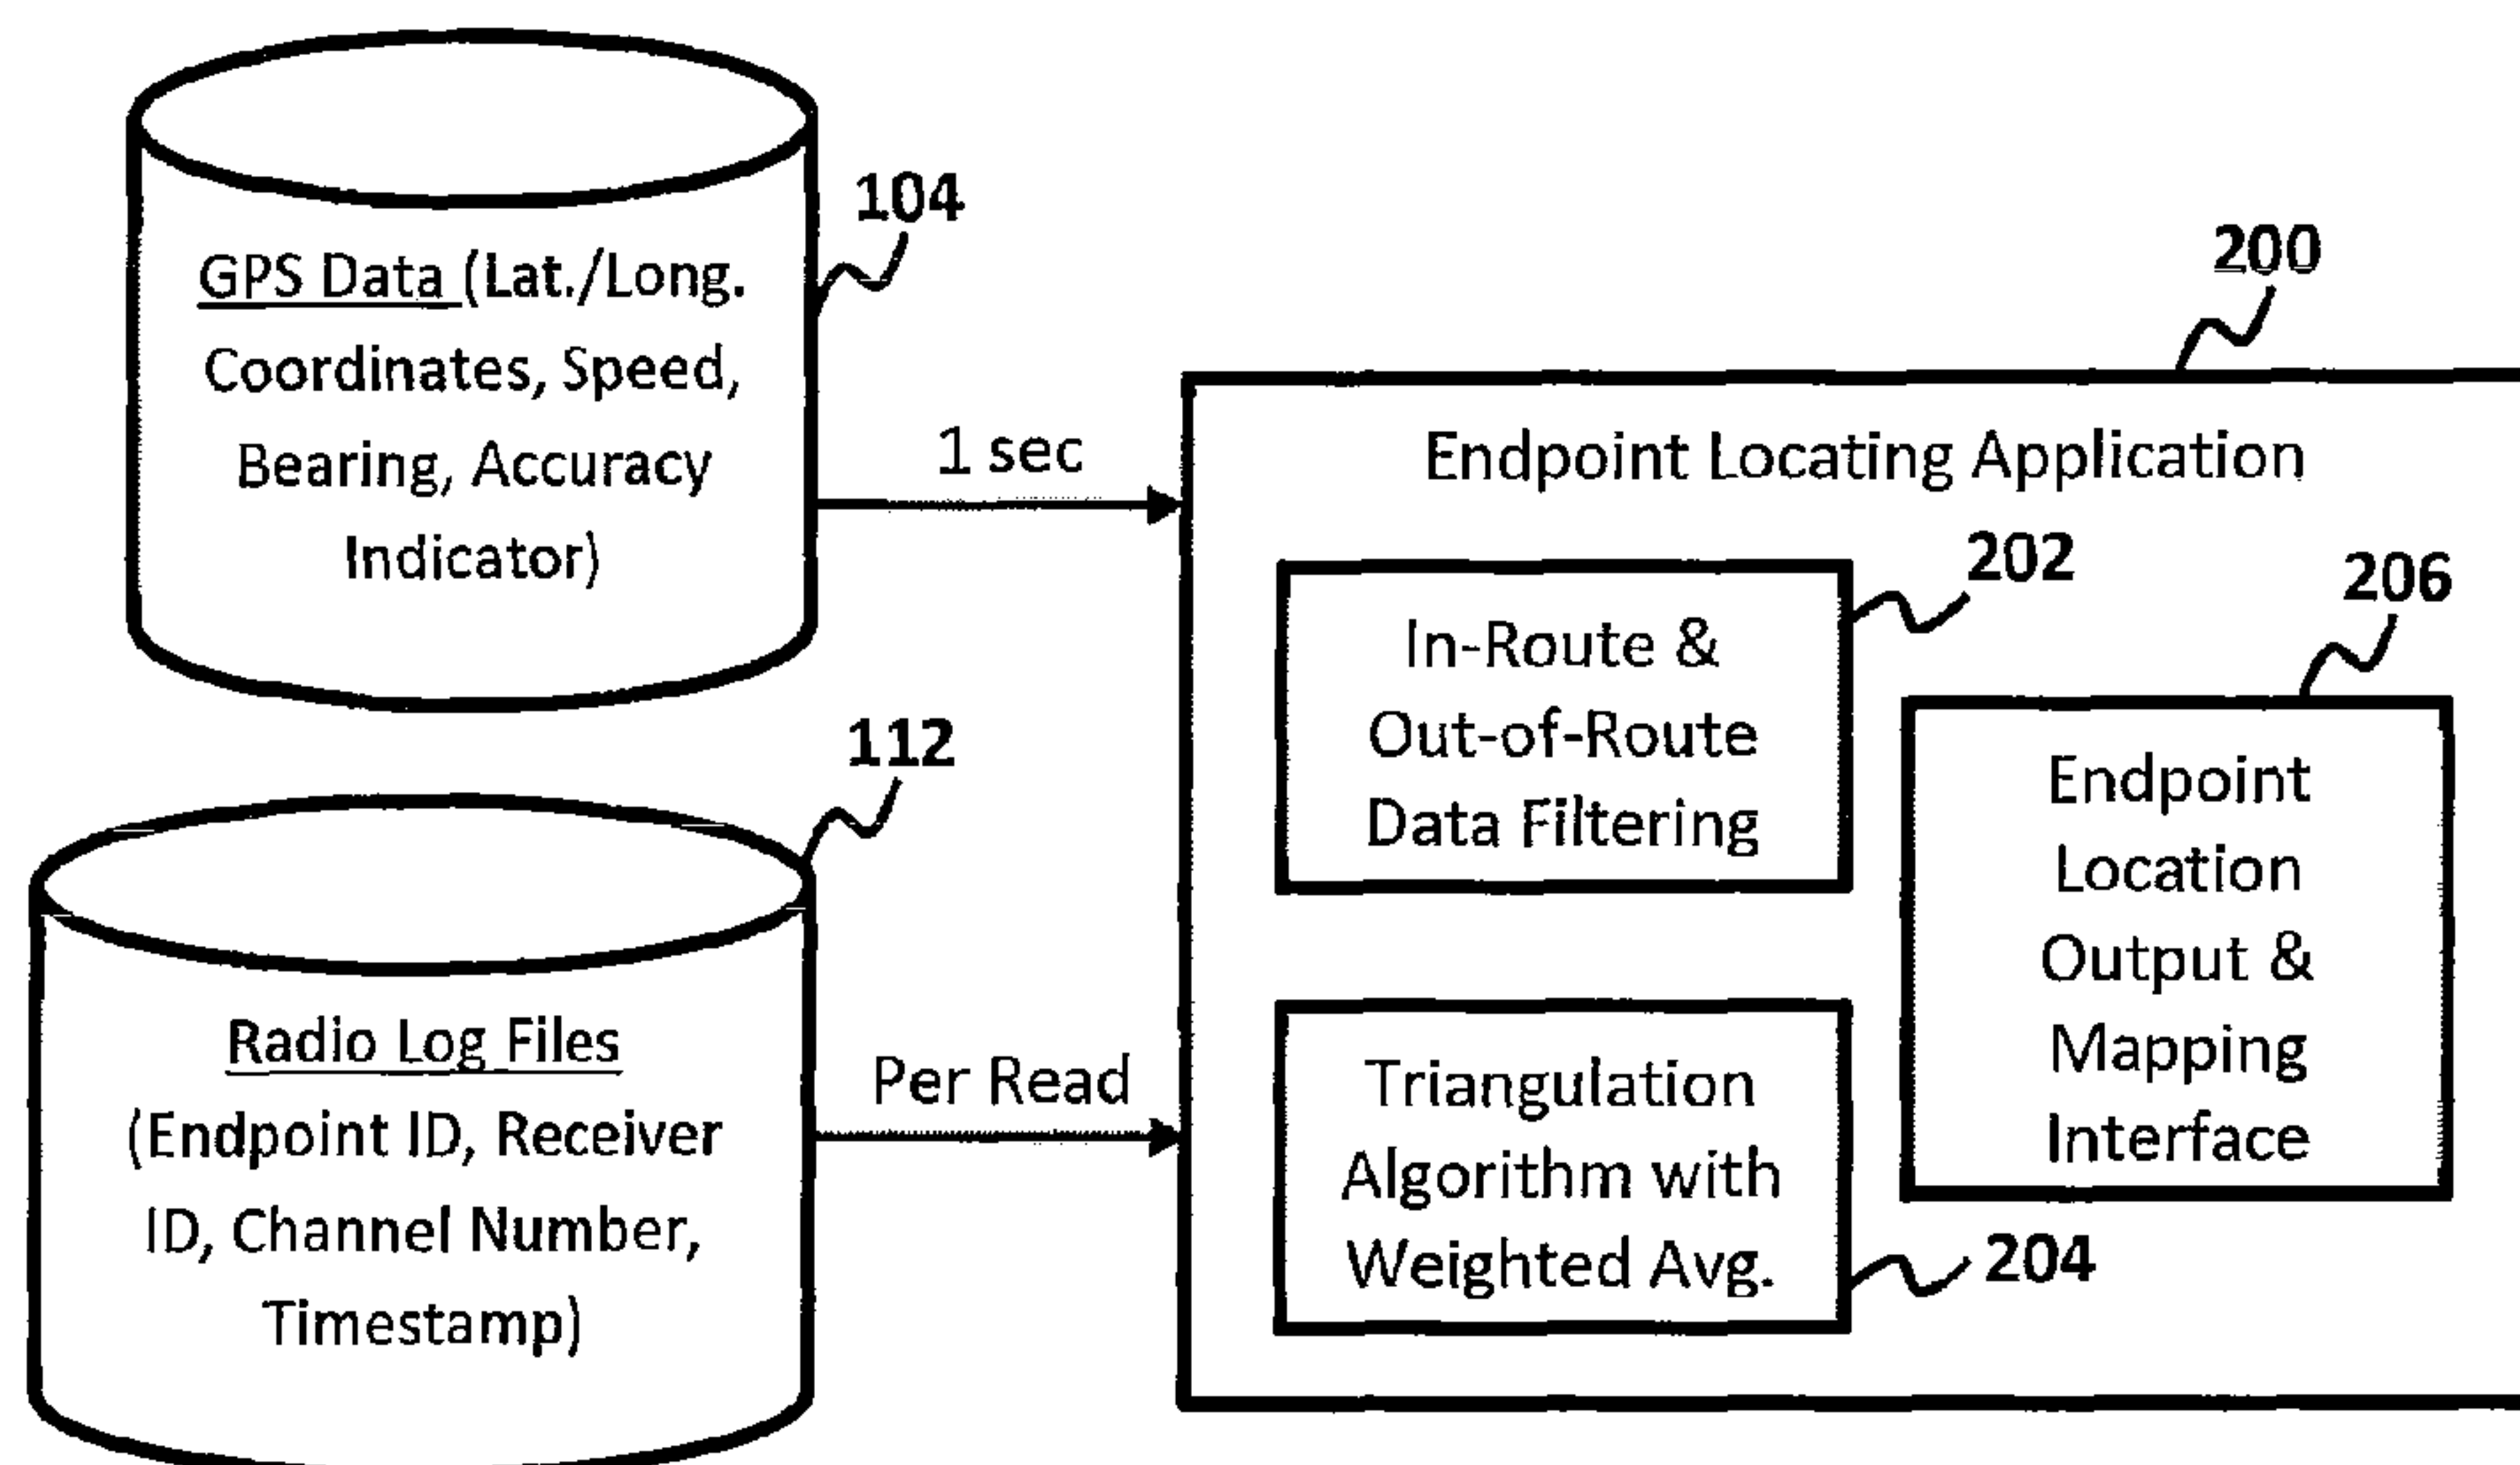 104
GPS Data (Lat./Long.
Coordinates, Speed,
Bearing, Accuracy
Indicator)
1 sec
112
Radio Log Files
(Endpoint ID, Receiver
ID, Channel Number,
Timestamp)
Per Read
200
Endpoint Locating Application
202
In-Route &
Out-of-Route
Data Filtering
206
Endpoint
Location
Output &
Mapping
Interface
Triangulation
Algorithm with
Weighted Avg.
204